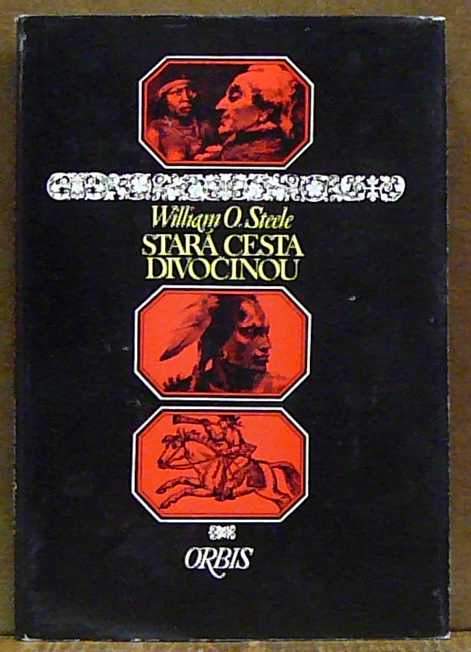 William O. Steele
STARÁ CESTA
DIVOČINOU
ORBIS